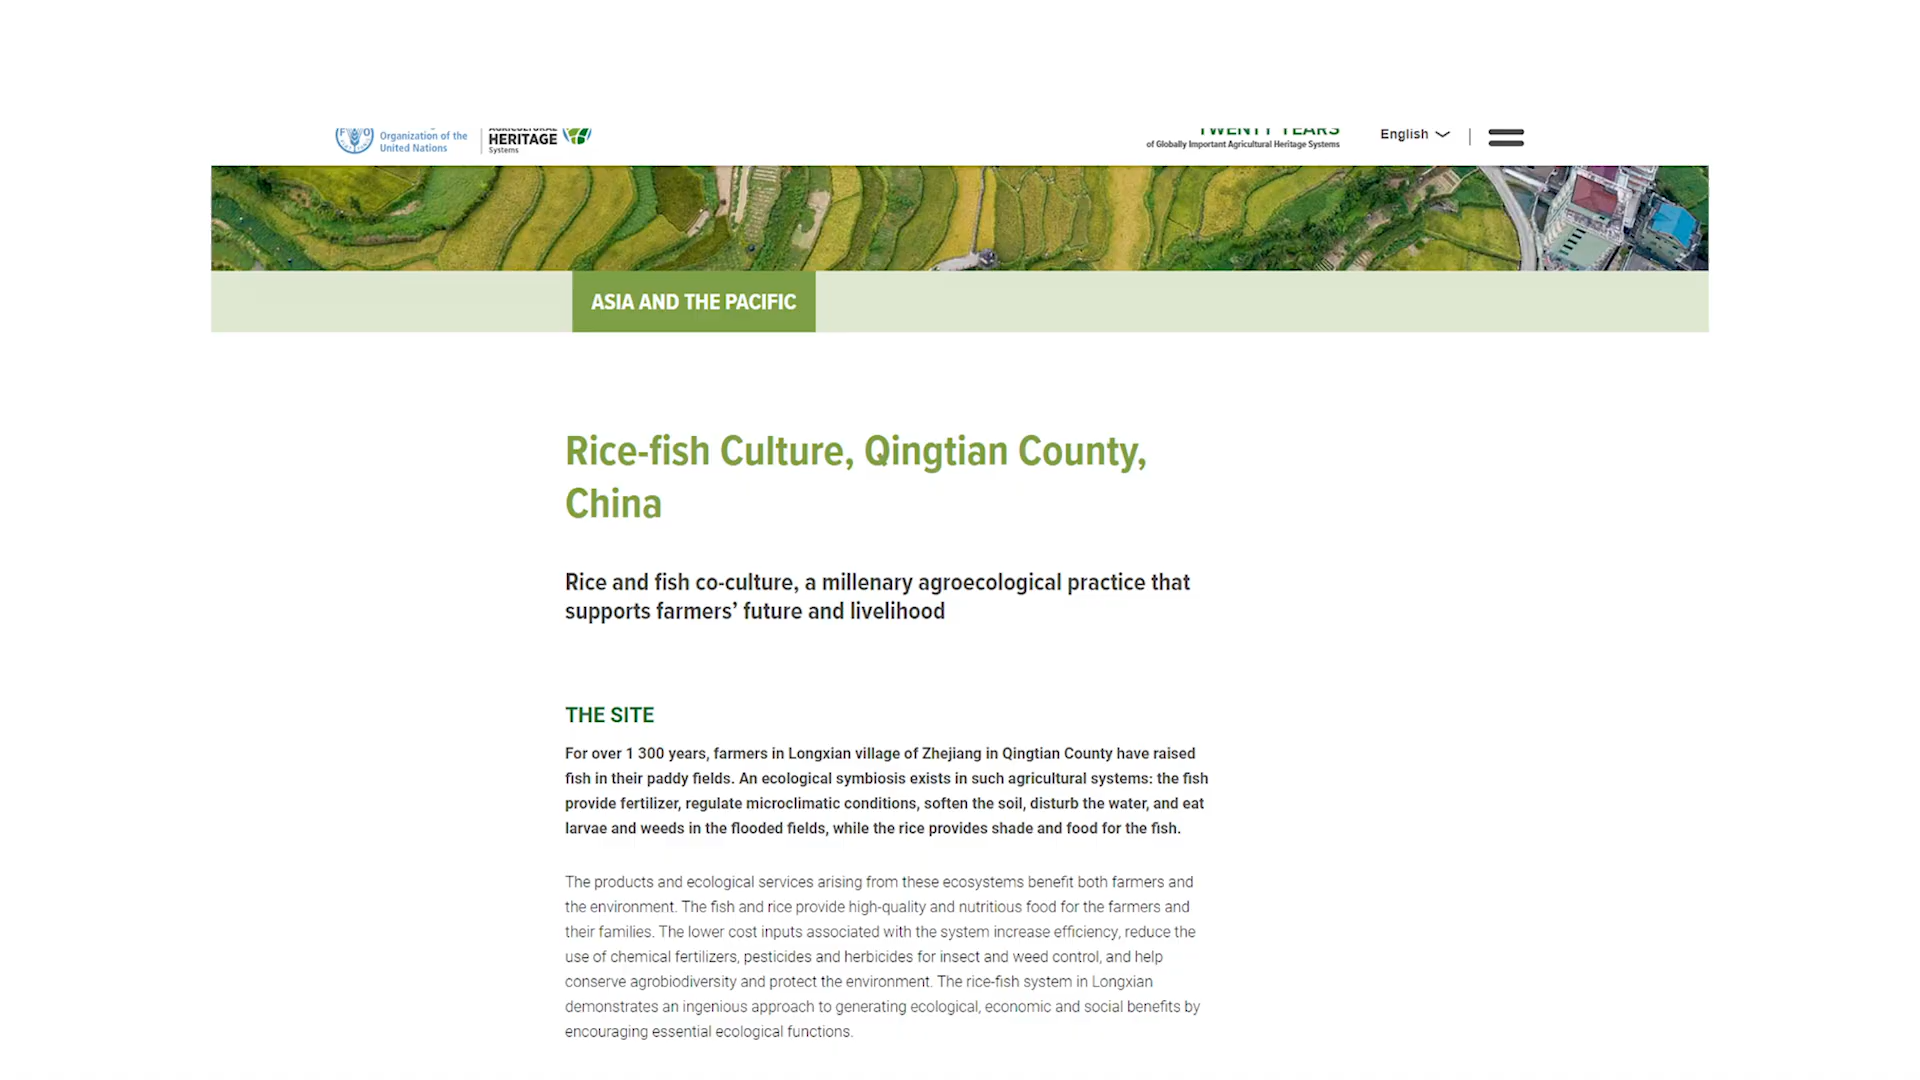 Organization of the
United Nations
HERITAGE
Systems
TWENTY YEARS
of Globally Important Agricultural Heritage Systems
English
ASIA AND THE PACIFIC
Rice-fish Culture, Qingtian County,
China
Rice and fish co-culture, a millenary agroecological practice that
supports farmers’ future and livelihood
THE SITE
For over 1 300 years, farmers in Longxian village of Zhejiang in Qingtian County have raised
fish in their paddy fields. An ecological symbiosis exists in such agricultural systems: the fish
provide fertilizer, regulate microclimatic conditions, soften the soil, disturb the water, and eat
larvae and weeds in the flooded fields, while the rice provides shade and food for the fish.
The products and ecological services arising from these ecosystems benefit both farmers and
the environment. The fish and rice provide high-quality and nutritious food for the farmers and
their families. The lower cost inputs associated with the system increase efficiency, reduce the
use of chemical fertilizers, pesticides and herbicides for insect and weed control, and help
conserve agrobiodiversity and protect the environment. The rice-fish system in Longxian
demonstrates an ingenious approach to generating ecological, economic and social benefits by
encouraging essential ecological functions.